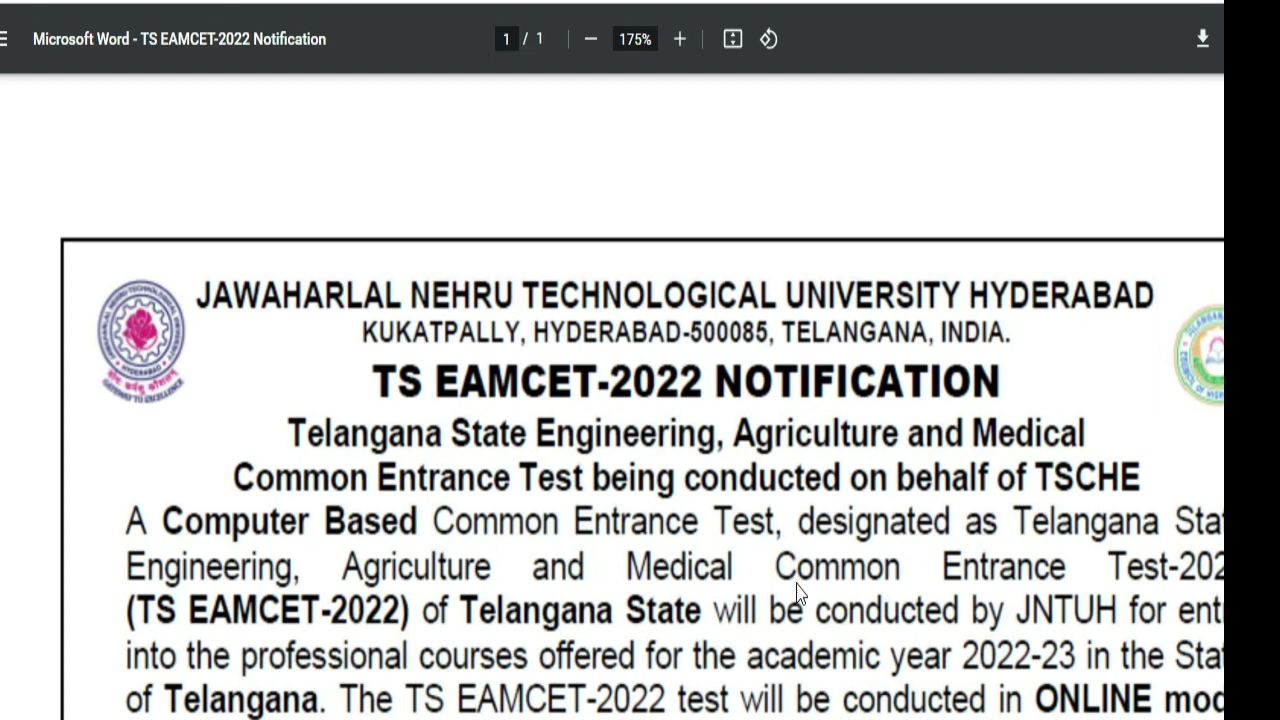 Microsoft Word - TS EAMCET-2022 Notification
1 / 1
175%
JAWAHARLAL NEHRU TECHNOLOGICAL UNIVERSITY HYDERABAD
KUKATPALLY, HYDERABAD-500085, TELANGANA, INDIA.
TS EAMCET-2022 NOTIFICATION
Telangana State Engineering, Agriculture and Medical
Common Entrance Test being conducted on behalf of TSCHE
A Computer Based Common Entrance Test, designated as Telangana Sta
Engineering, Agriculture and Medical Common Entrance Test-202
(TS EAMCET-2022) of Telangana State will be conducted by JNTUH for ent
into the professional courses offered for the academic year 2022-23 in the Sta
of Telangana. The TS EAMCET-2022 test will be conducted in ONLINE mo